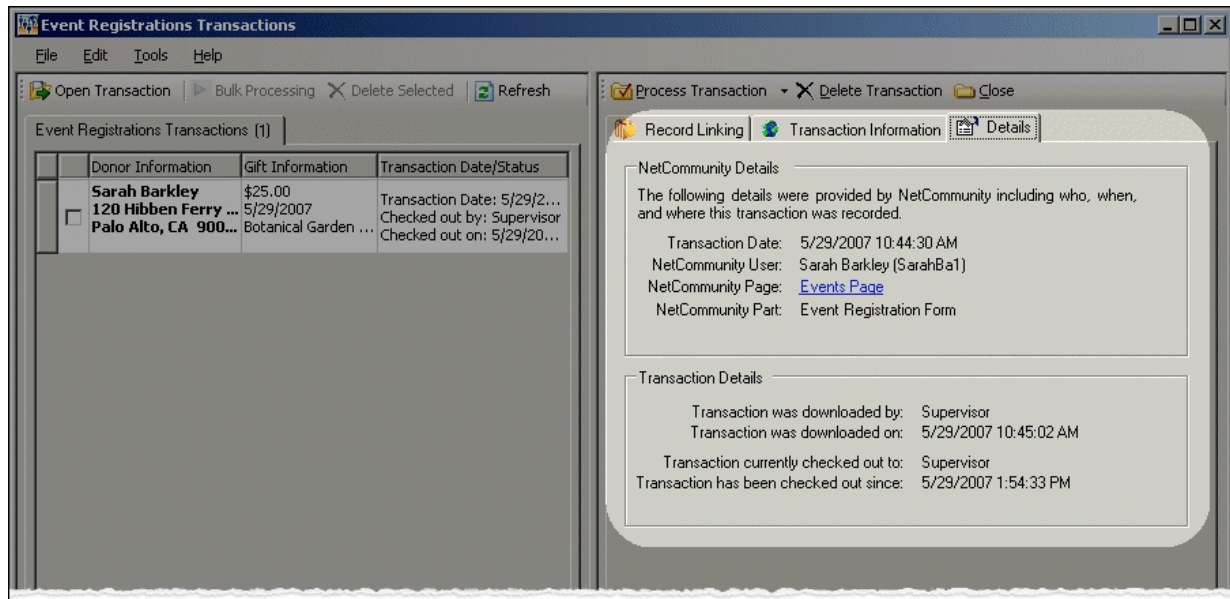 Event Registrations Transactions
File Edit Tools Help
Open Transaction Bulk Processing Delete Selected Refresh
Event Registrations Transactions (1)
Donor Information Gift Information Transaction Date/Status
Sarah Barkley
120 Hibben Ferry ...
Palo Alto, CA 900...
$25.00
5/29/2007
Botanical Garden ...
Transaction Date: 5/29/2...
Checked out by: Supervisor
Checked out on: 5/29/20...
Process Transaction Delete Transaction Close
Record Linking Transaction Information Details
NetCommunity Details
The following details were provided by NetCommunity including who, when,
and where this transaction was recorded.
Transaction Date: 5/29/2007 10:44:30 AM
NetCommunity User: Sarah Barkley (SarahBa1)
NetCommunity Page: Events Page
NetCommunity Part: Event Registration Form
Transaction Details
Transaction was downloaded by: Supervisor
Transaction was downloaded on: 5/29/2007 10:45:02 AM
Transaction currently checked out to: Supervisor
Transaction has been checked out since: 5/29/2007 1:54:33 PM